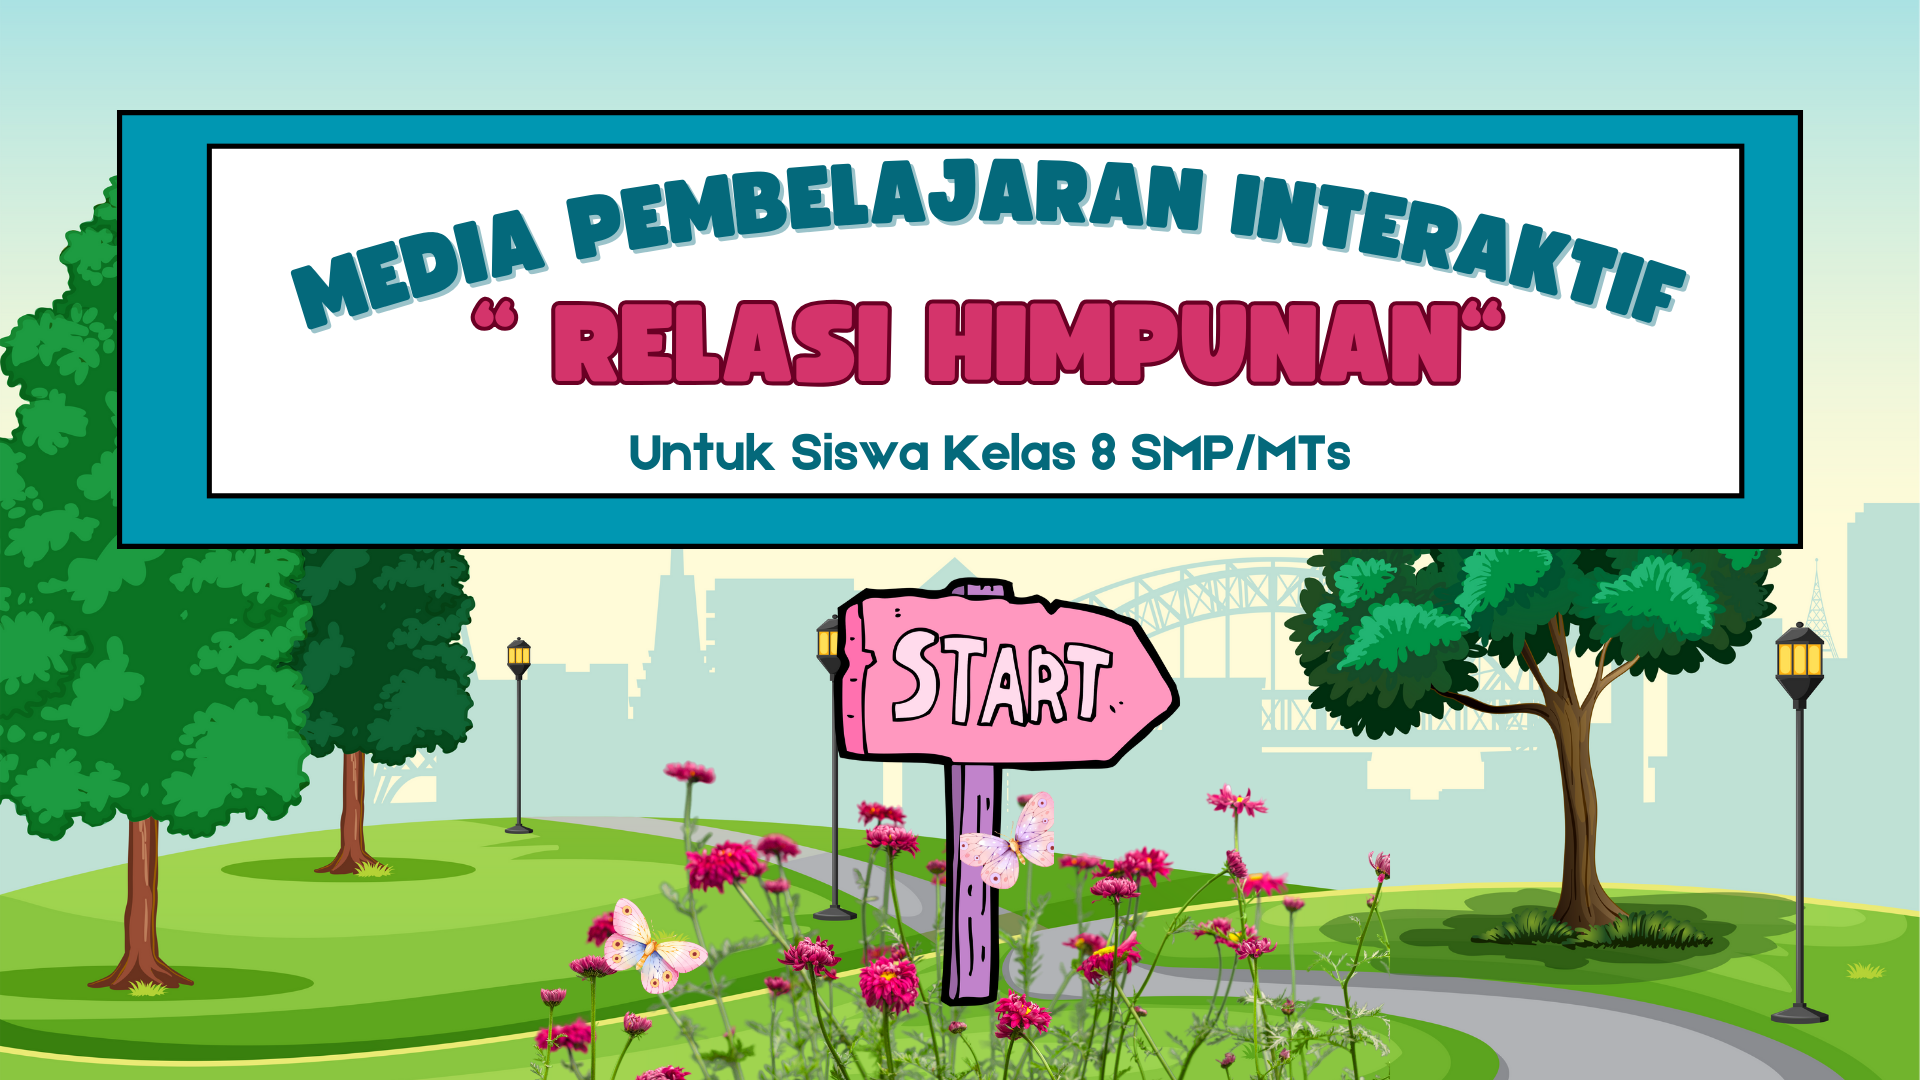 MEDIA PEMBELAJARAN INTERAKTIF
“ RELASI HIMPUNAN“
Untuk Siswa Kelas 8 SMP/MTs
START